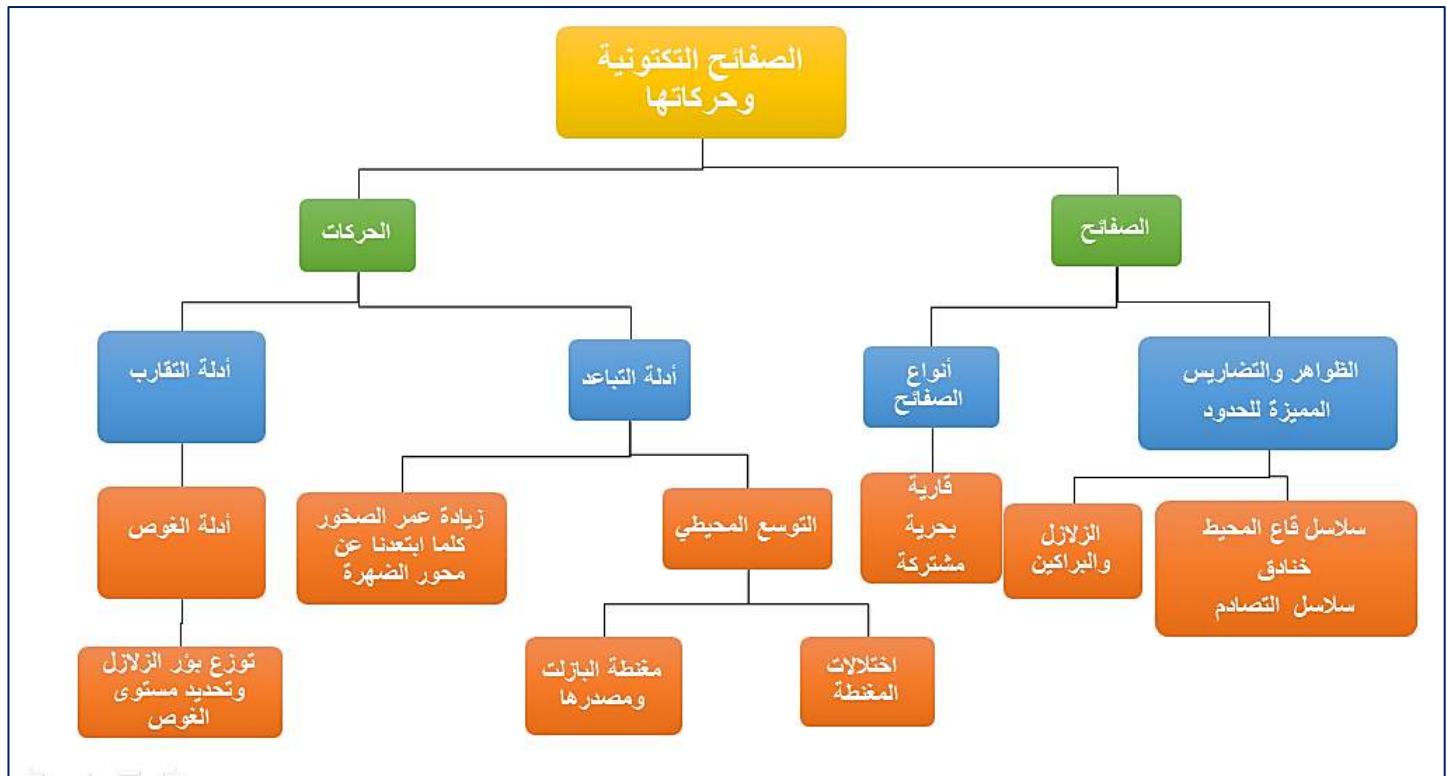 الصفائح التكتونية
وحركاتها
الصفائح
الحركات
الظواهر والتضاريس
المميزة للحدود
أنواع
الصفائح
أدلة التباعد
أدلة التقارب
سلاسل قاع المحيط
خنادق
سلاسل التصادم
الزلازل
والبراكين
قارية
بحرية
مشتركة
التوسع المحيطي
زيادة عمر الصخور
كلما ابتعدنا عن
محور الضهرة
أدلة الغوص
اختلالات
المغنطة
مغنطة البازلت
ومصدرها
توزع بؤر الزلازل
وتحديد مستوى
الغوص